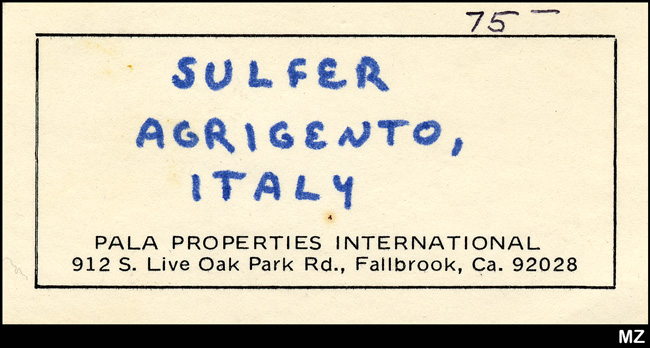 75 —
SULFER
AGRIGENTO,
ITALY
PALA PROPERTIES INTERNATIONAL
912 S. Live Oak Park Rd., Fallbrook, Ca. 92028
MZ